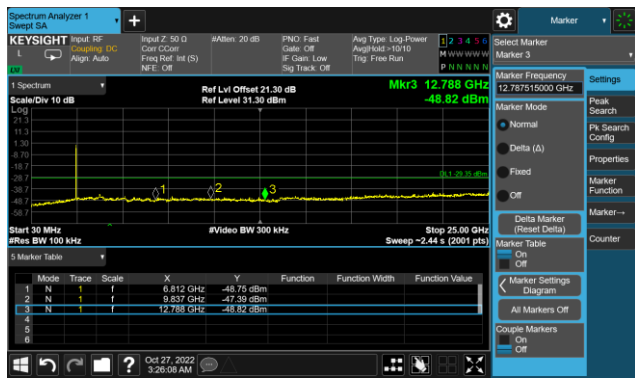 Spectrum Analyzer 1
Swept SA
Marker
KEYSIGHT Input: RF Input Z: 50 Ω #Atten: 20 dB PNO: Fast Avg Type: Log-Power 1 2 3 4 5 6
L Coupling: DC Corr CCorr Gate: Off Avg|Hold:>10/10 M W W W W W
Align: Auto Freq Ref: Int (S) IF Gain: Low Trig: Free Run P N N N N N
NFE: Off Sig Track: Off
Select Marker
Marker 3
1 Spectrum
Ref Lvl Offset 21.30 dB
Mkr3 12.788 GHz
Scale/Div 10 dB
Ref Level 31.30 dBm
-48.82 dBm
Log
21.3
11.3
1.30
-8.70
-18.7
-28.7
-38.7
-48.7
-58.7
DL1 -29.35 dBm
1
2
3
Start 30 MHz #Video BW 300 kHz Stop 25.00 GHz
#Res BW 100 kHz Sweep ~2.44 s (2001 pts)
5 Marker Table
Mode Trace Scale X Y Function Function Width Function Value
1 N 1 f 6.812 GHz -48.75 dBm
2 N 1 f 9.837 GHz -47.39 dBm
3 N 1 f 12.788 GHz -48.82 dBm
4
5
6
Marker Frequency
12.787515000 GHz
Marker Mode
Normal
Delta (Δ)
Fixed
Off
Delta Marker
(Reset Delta)
Marker Table
On
Off
Marker Settings
Diagram
All Markers Off
Couple Markers
On
Off
Settings
Peak
Search
Pk Search
Config
Properties
Marker
Function
Marker→
Counter
?
Oct 27, 2022
3:26:08 AM